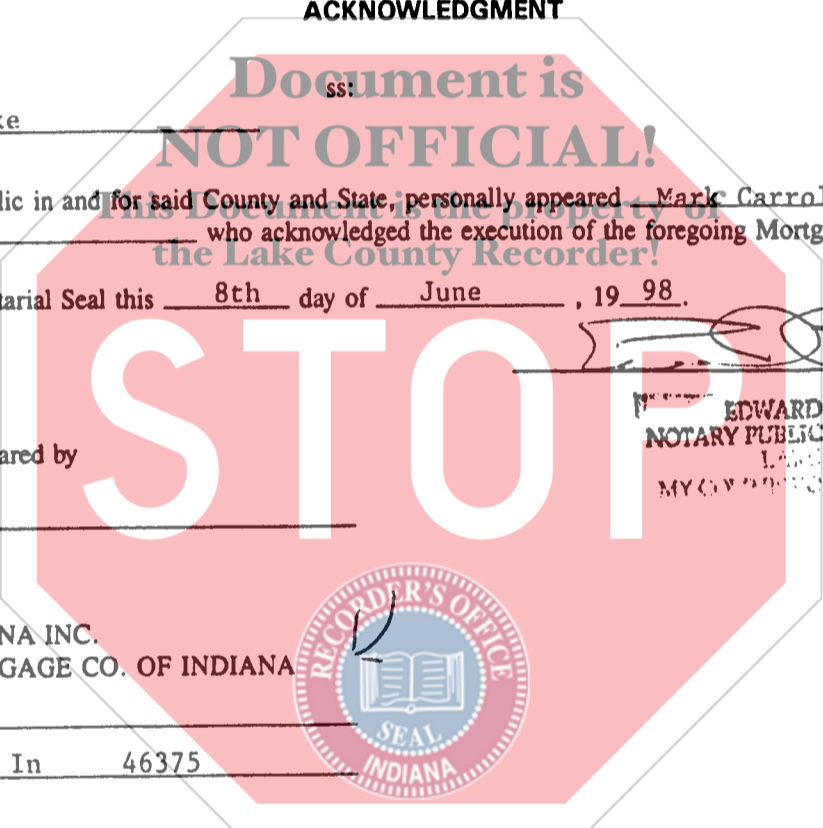 ACKNOWLEDGMENT
Document is
ss:
ke
NOT OFFICIAL!
lic in and for said County and State, personally appeared Mark Carrol
This Document is the property of
who acknowledged the execution of the foregoing Mortg
the Lake County Recorder!
tarial Seal this 8th day of June , 19 98 .
STOP
EDWARD
NOTARY PUBLIC
ared by
MY
RECORDER'S OFFICE
NA INC.
GAGE CO. OF INDIANA
SEAL
INDIANA
In 46375